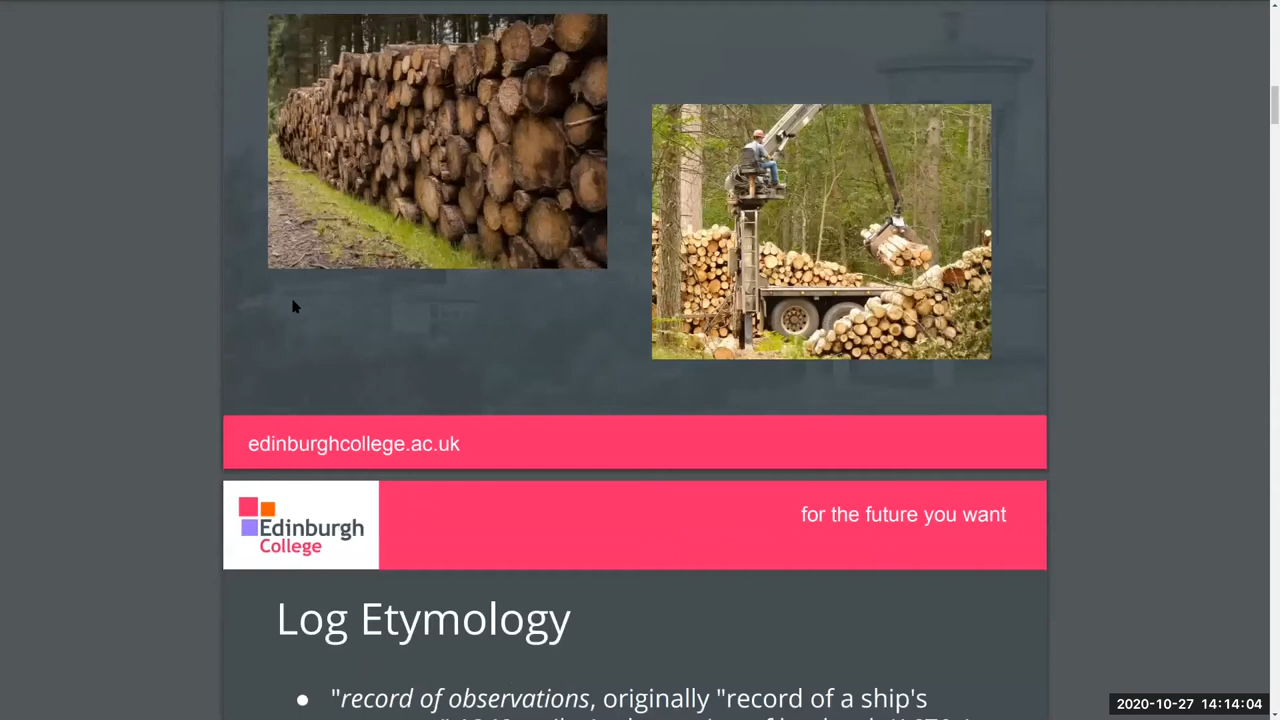 edinburghcollege.ac.uk
Edinburgh
College
for the future you want
Log Etymology
● "record of observations, originally "record of a ship's
2020-10-27 14:14:04